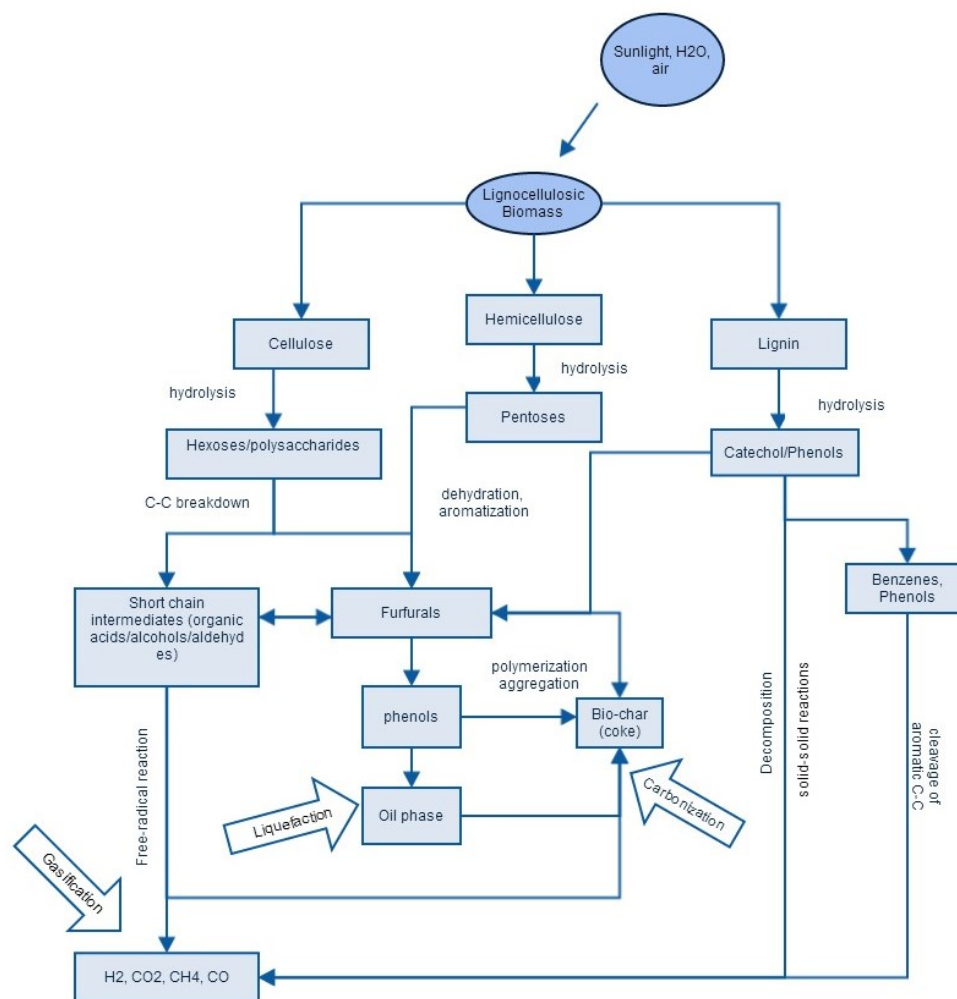 Sunlight, H2O,
air
Lignocellulosic
Biomass
Hemicellulose
Cellulose
Lignin
hydrolysis
hydrolysis
hydrolysis
Pentoses
Hexoses/polysaccharides
Catechol/Phenols
C-C breakdown
dehydration,
aromatization
Benzenes,
Phenols
Short chain
intermediates (organic
acids/alcohols/aldehyd
es)
Furfurals
polymerization
aggregation
phenols
Bio-char
(coke)
Decomposition
solid-solid reactions
cleavage of
aromatic C-C
Free-radical reaction
Liquefaction
Oil phase
Carbonization
Gasification
H2, CO2, CH4, CO